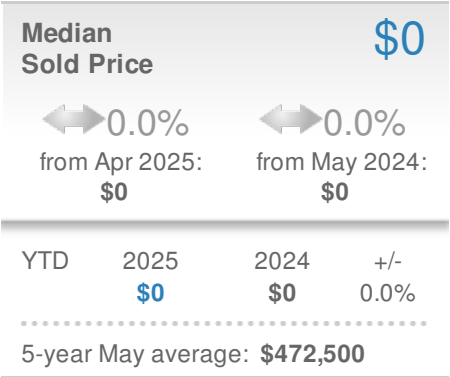 Median
Sold Price
$0
0.0% 0.0%
from Apr 2025: from May 2024:
$0 $0
YTD 2025 2024 +/-
$0 $0 0.0%
5-year May average: $472,500